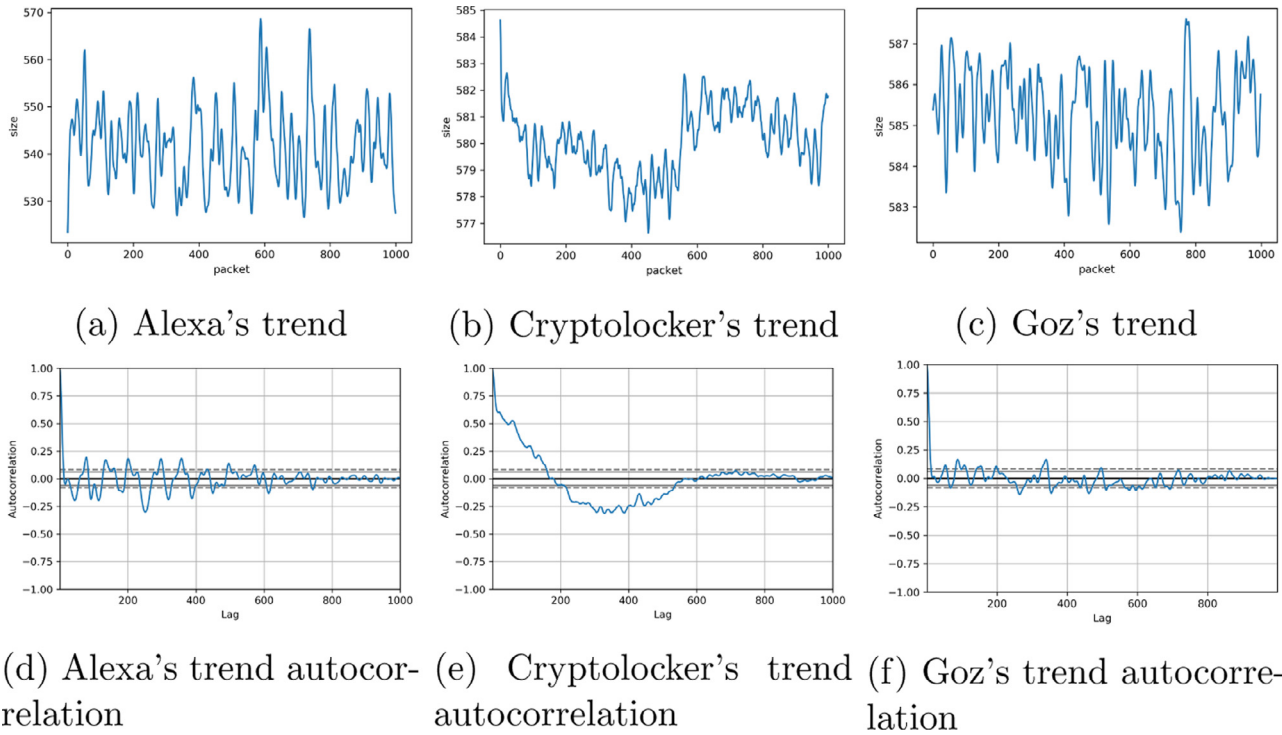 570
560
550
540
530
size
0 200 400 600 800 1000
packet
585
584
583
582
581
580
579
578
577
size
0 200 400 600 800 1000
packet
587
586
585
584
583
size
0 200 400 600 800 1000
packet
(a) Alexa's trend
(b) Cryptolocker's trend
(c) Goz's trend
1.00
0.75
0.50
0.25
0.00
−0.25
−0.50
−0.75
−1.00
Autocorrelation
200 400 600 800 1000
Lag
1.00
0.75
0.50
0.25
0.00
−0.25
−0.50
−0.75
−1.00
Autocorrelation
200 400 600 800 1000
Lag
1.00
0.75
0.50
0.25
0.00
−0.25
−0.50
−0.75
−1.00
Autocorrelation
200 400 600 800
Lag
(d) Alexa's trend autocor-
relation
(e) Cryptolocker's trend
autocorrelation
(f) Goz's trend autocorre-
lation